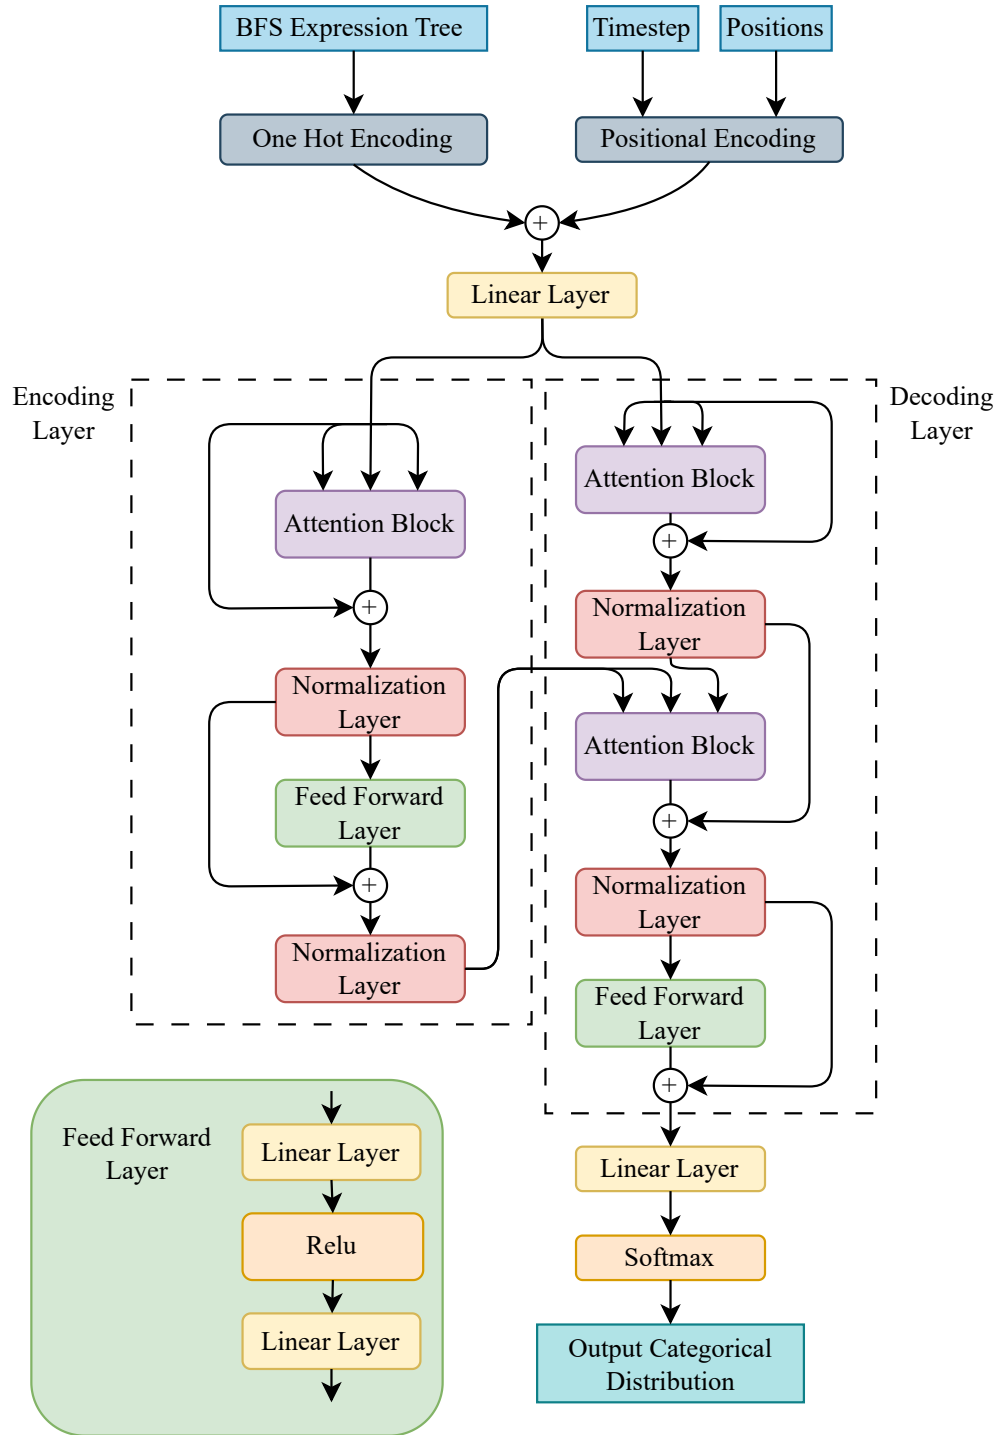 BFS Expression Tree
Timestep
Positions
One Hot Encoding
Positional Encoding
+
Linear Layer
Encoding
Layer
Decoding
Layer
Attention Block
+
Normalization
Layer
Feed Forward
Layer
+
Normalization
Layer
Attention Block
+
Normalization
Layer
Attention Block
+
Normalization
Layer
Feed Forward
Layer
+
Linear Layer
Softmax
Output Categorical
Distribution
Feed Forward
Layer
Linear Layer
Relu
Linear Layer